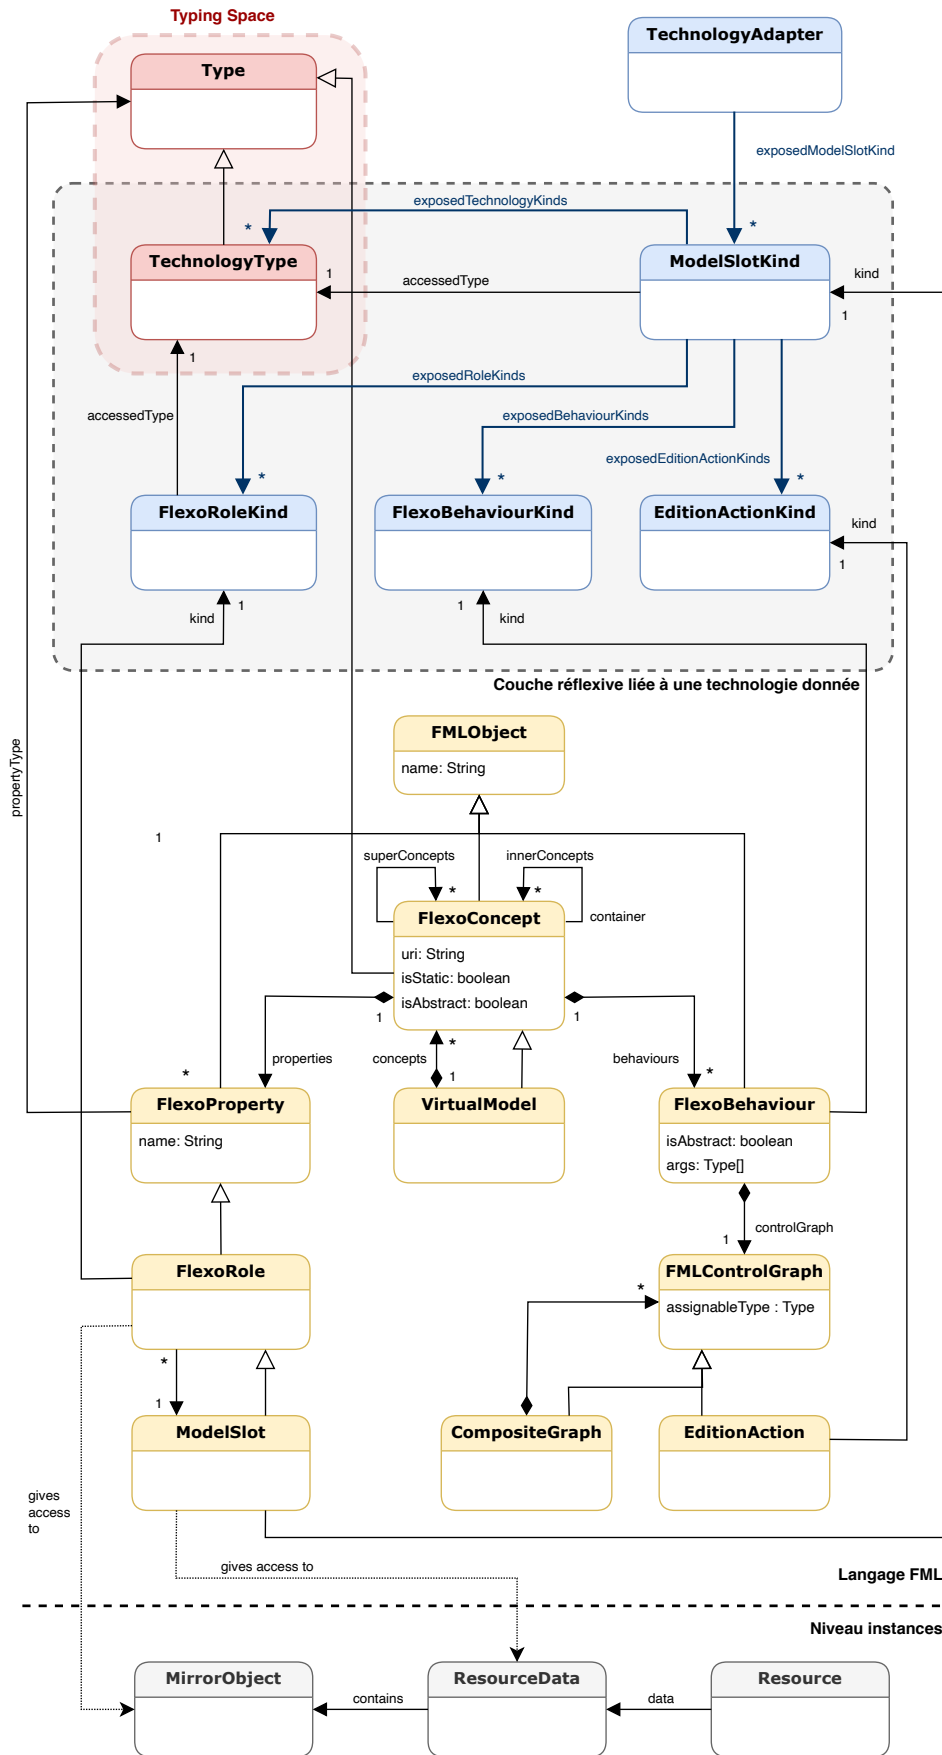 Typing Space
TechnologyAdapter
Type
exposedModelSlotKind
exposedTechnologyKinds
*
*
TechnologyType
1
ModelSlotKind
kind
accessedType
1
1
exposedRoleKinds
accessedType
exposedBehaviourKinds
exposedEditionActionKinds
*
*
*
FlexoRoleKind
FlexoBehaviourKind
EditionActionKind
kind
1
1
1
kind
kind
Couche réflexive liée à une technologie donnée
FMLObject
name: String
propertyType
1
superConcepts
innerConcepts
*
*
FlexoConcept
container
uri: String
isStatic: boolean
isAbstract: boolean
1
1
*
properties
concepts
behaviours
*
1
*
FlexoProperty
VirtualModel
FlexoBehaviour
name: String
isAbstract: boolean
args: Type[]
controlGraph
1
FlexoRole
FMLControlGraph
*
assignableType : Type
*
1
ModelSlot
CompositeGraph
EditionAction
gives
access
to
gives access to
Langage FML
Niveau instances
MirrorObject
ResourceData
Resource
contains
data